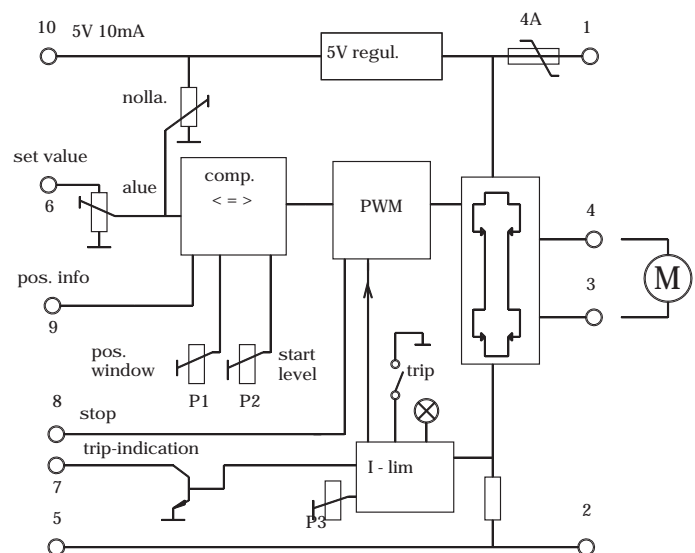 10 5V 10mA
4A
1
5V regul.
nolla.
set value
6
alue
comp.
< = >
PWM
4
3
M
pos. info
9
pos.
window
start
level
P1
P2
trip
8
stop
trip-indication
7
I - lim
P3
5
2